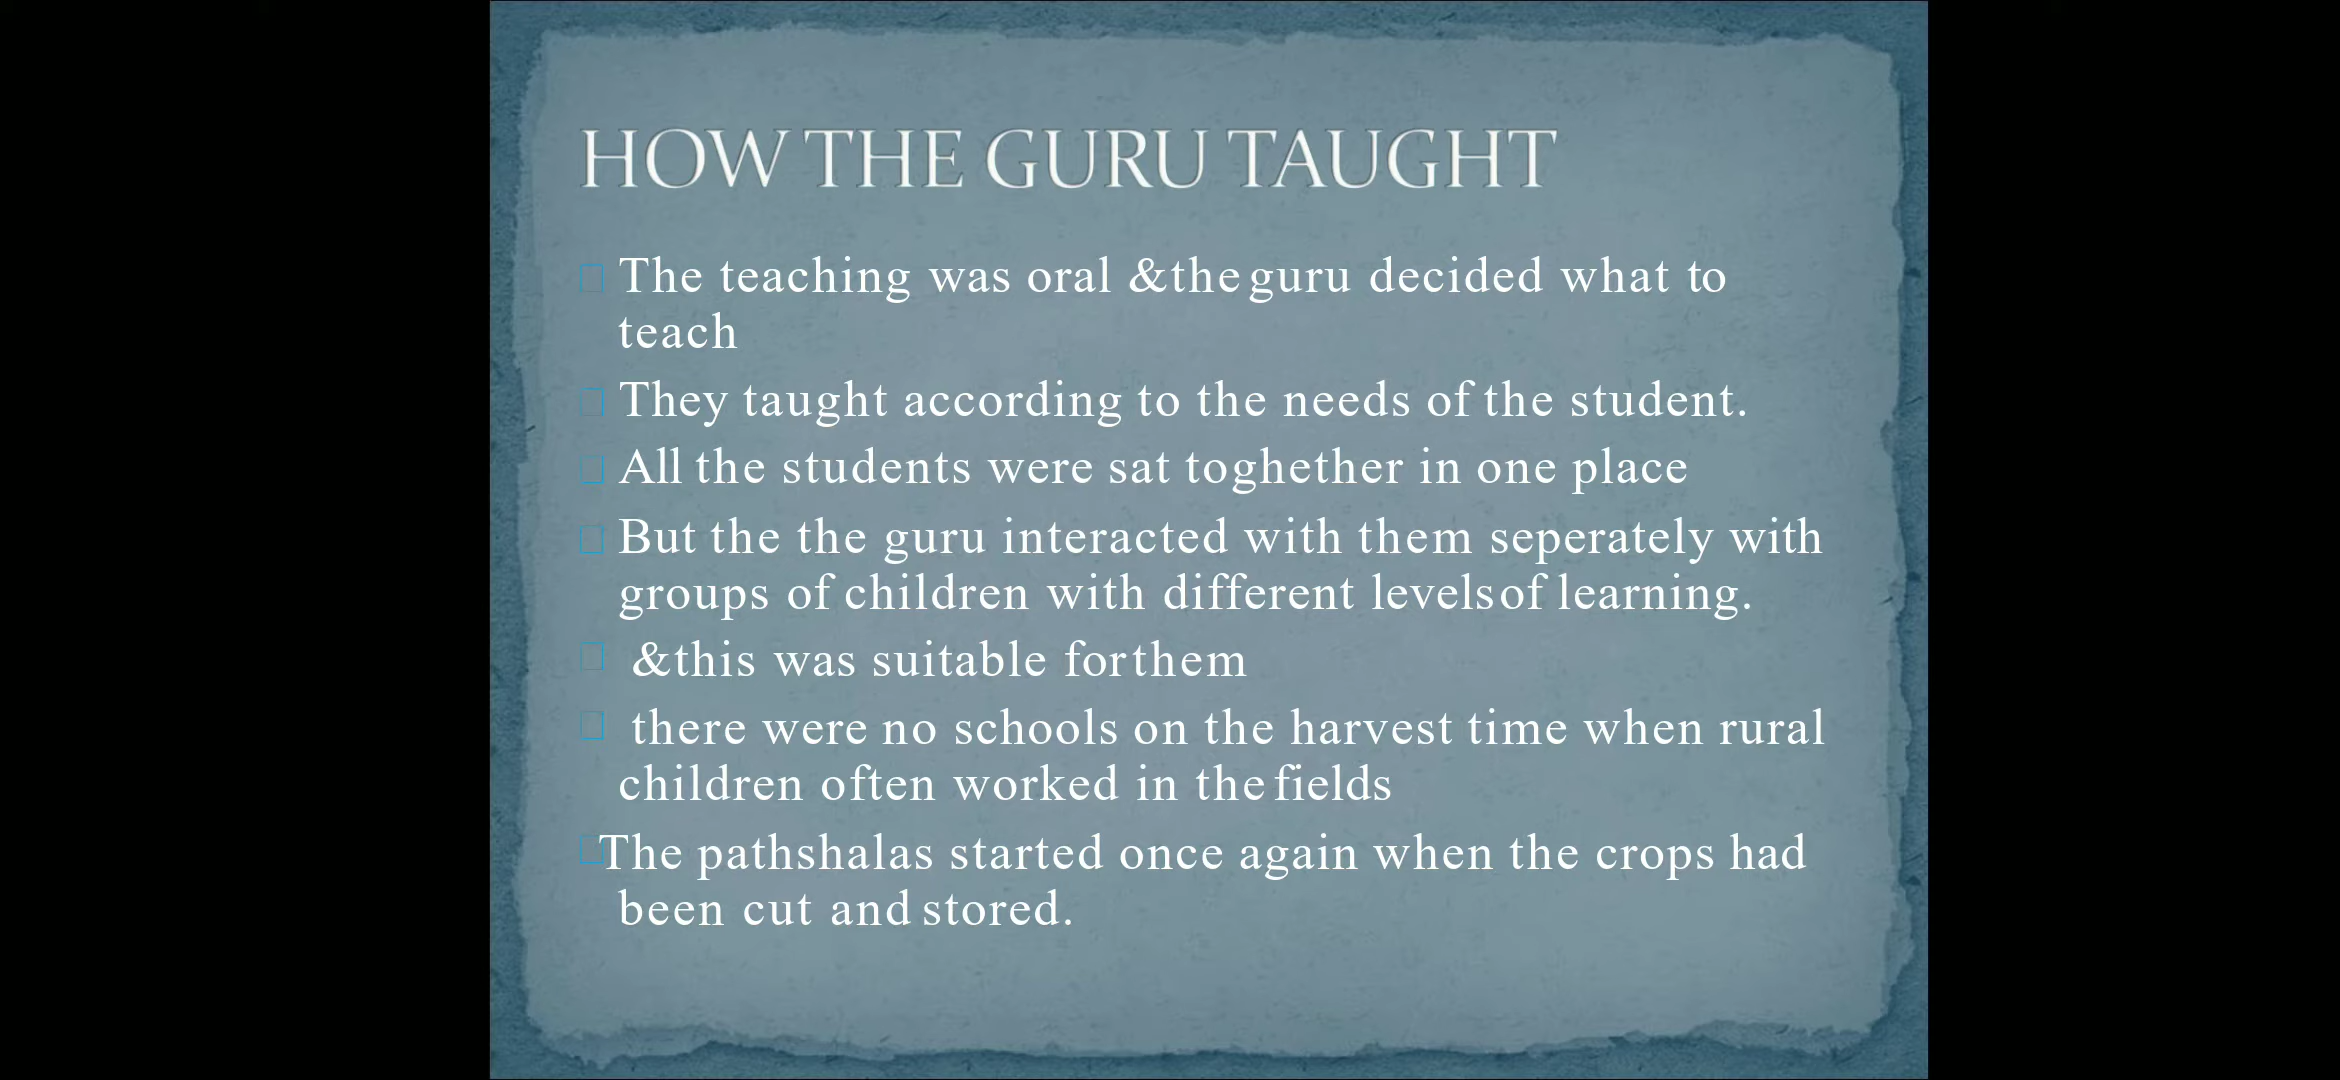 HOW THE GURU TAUGHT
The teaching was oral &the guru decided what to
teach
They taught according to the needs of the student.
All the students were sat toghether in one place
But the the guru interacted with them seperately with
groups of children with different levels of learning.
&this was suitable for them
there were no schools on the harvest time when rural
children often worked in the fields
The pathshalas started once again when the crops had
been cut and stored.